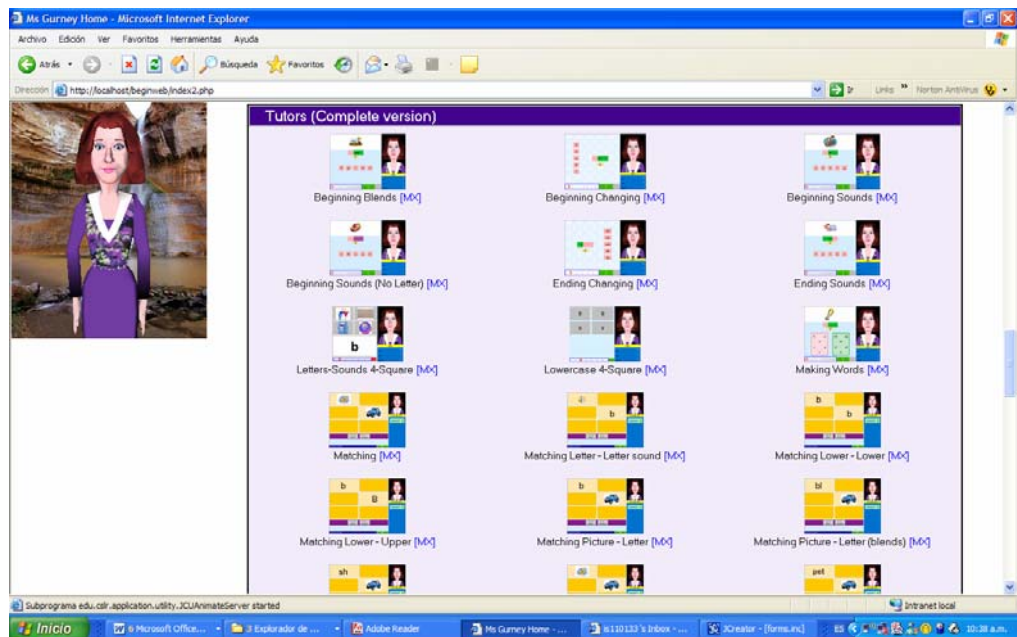 Ms Gurney Home - Microsoft Internet Explorer
Archivo Edición Ver Favoritos Herramientas Ayuda
Atrás Búsqueda Favoritos
Dirección http://localhost/beginweb/index2.php Ir Links » Norton AntiVirus
Tutors (Complete version)
Beginning Blends [MX] Beginning Changing [MX] Beginning Sounds [MX]
Beginning Sounds (No Letter) [MX] Ending Changing [MX] Ending Sounds [MX]
b
Letters-Sounds 4-Square [MX] Lowercase 4-Square [MX] Making Words [MX]
b b
b
Matching [MX] Matching Letter - Letter sound [MX] Matching Lower - Lower [MX]
b b bl
B
Matching Lower - Upper [MX] Matching Picture - Letter [MX] Matching Picture - Letter (blends) [MX]
sh pet
Subprograma edu.cslr.application.utility.JCUAnimateServer started Intranet local
Inicio 6 Microsoft Office... 3 Explorador de ... Adobe Reader Ms Gurney Home - ... is110133's Inbox - ... JCreator - [forms.inc] ES 10:38 a.m.